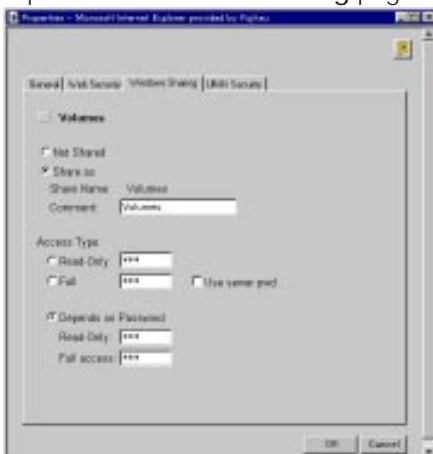 Properties - Microsoft Internet Explorer provided by Fujitsu
General Web Security Windows Sharing Security
Volumes
Not Shared
Share as
Share Name Volumes
Comment: Volumes
Access Type:
Read-Only ***
Full *** Use same pwd
Depends on Password
Read-Only: ***
Full access: ***
OK Cancel